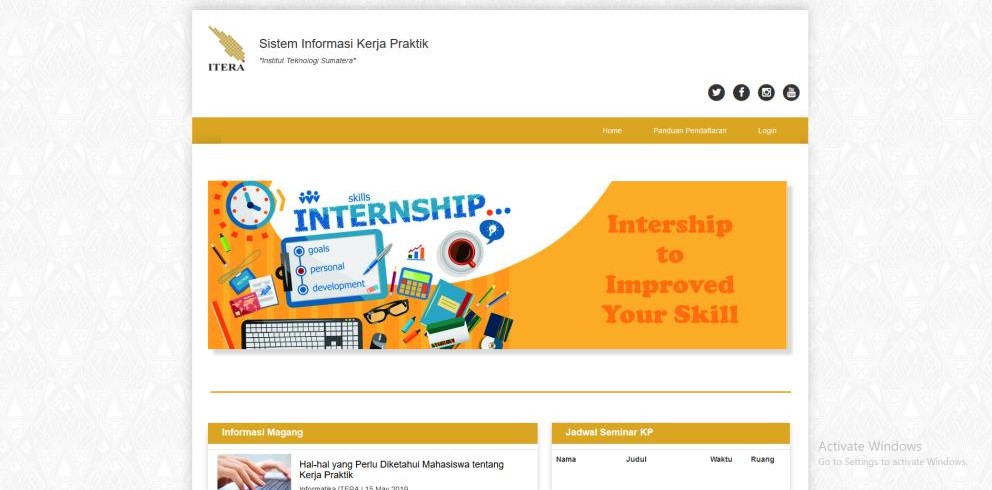 ITERA
Sistem Informasi Kerja Praktik
"Institut Teknologi Sumatera"
Home Panduan Pendaftaran Login
skills
INTERNSHIP...
goals
personal
development
Intership
to
Improved
Your Skill
Informasi Magang
Jadwal Seminar KP
Nama Judul Waktu Ruang
Hal-hal yang Perlu Diketahui Mahasiswa tentang
Kerja Praktik
Informatika ITERA | 15 May 2019
Activate Windows
Go to Settings to activate Windows.